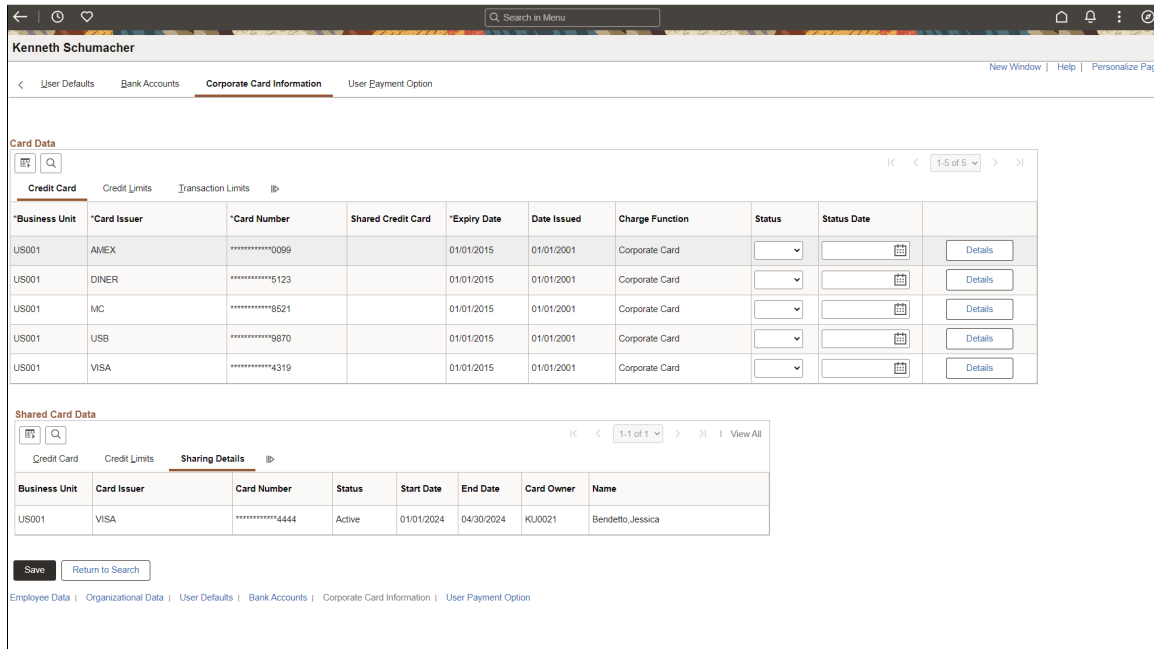 Search in Menu
Kenneth Schumacher
New Window | Help | Personalize Pag
User Defaults Bank Accounts Corporate Card Information User Payment Option
Card Data
1-5 of 5
Credit Card Credit Limits Transaction Limits
*Business Unit *Card Issuer *Card Number Shared Credit Card *Expiry Date Date Issued Charge Function Status Status Date
US001 AMEX ************0099 01/01/2015 01/01/2001 Corporate Card Details
US001 DINER ************5123 01/01/2015 01/01/2001 Corporate Card Details
US001 MC ************8521 01/01/2015 01/01/2001 Corporate Card Details
US001 USB ************9870 01/01/2015 01/01/2001 Corporate Card Details
US001 VISA ************4319 01/01/2015 01/01/2001 Corporate Card Details
Shared Card Data
1-1 of 1 | View All
Credit Card Credit Limits Sharing Details
Business Unit Card Issuer Card Number Status Start Date End Date Card Owner Name
US001 VISA ************4444 Active 01/01/2024 04/30/2024 KU0021 Bendetto,Jessica
Save Return to Search
Employee Data | Organizational Data | User Defaults | Bank Accounts | Corporate Card Information | User Payment Option